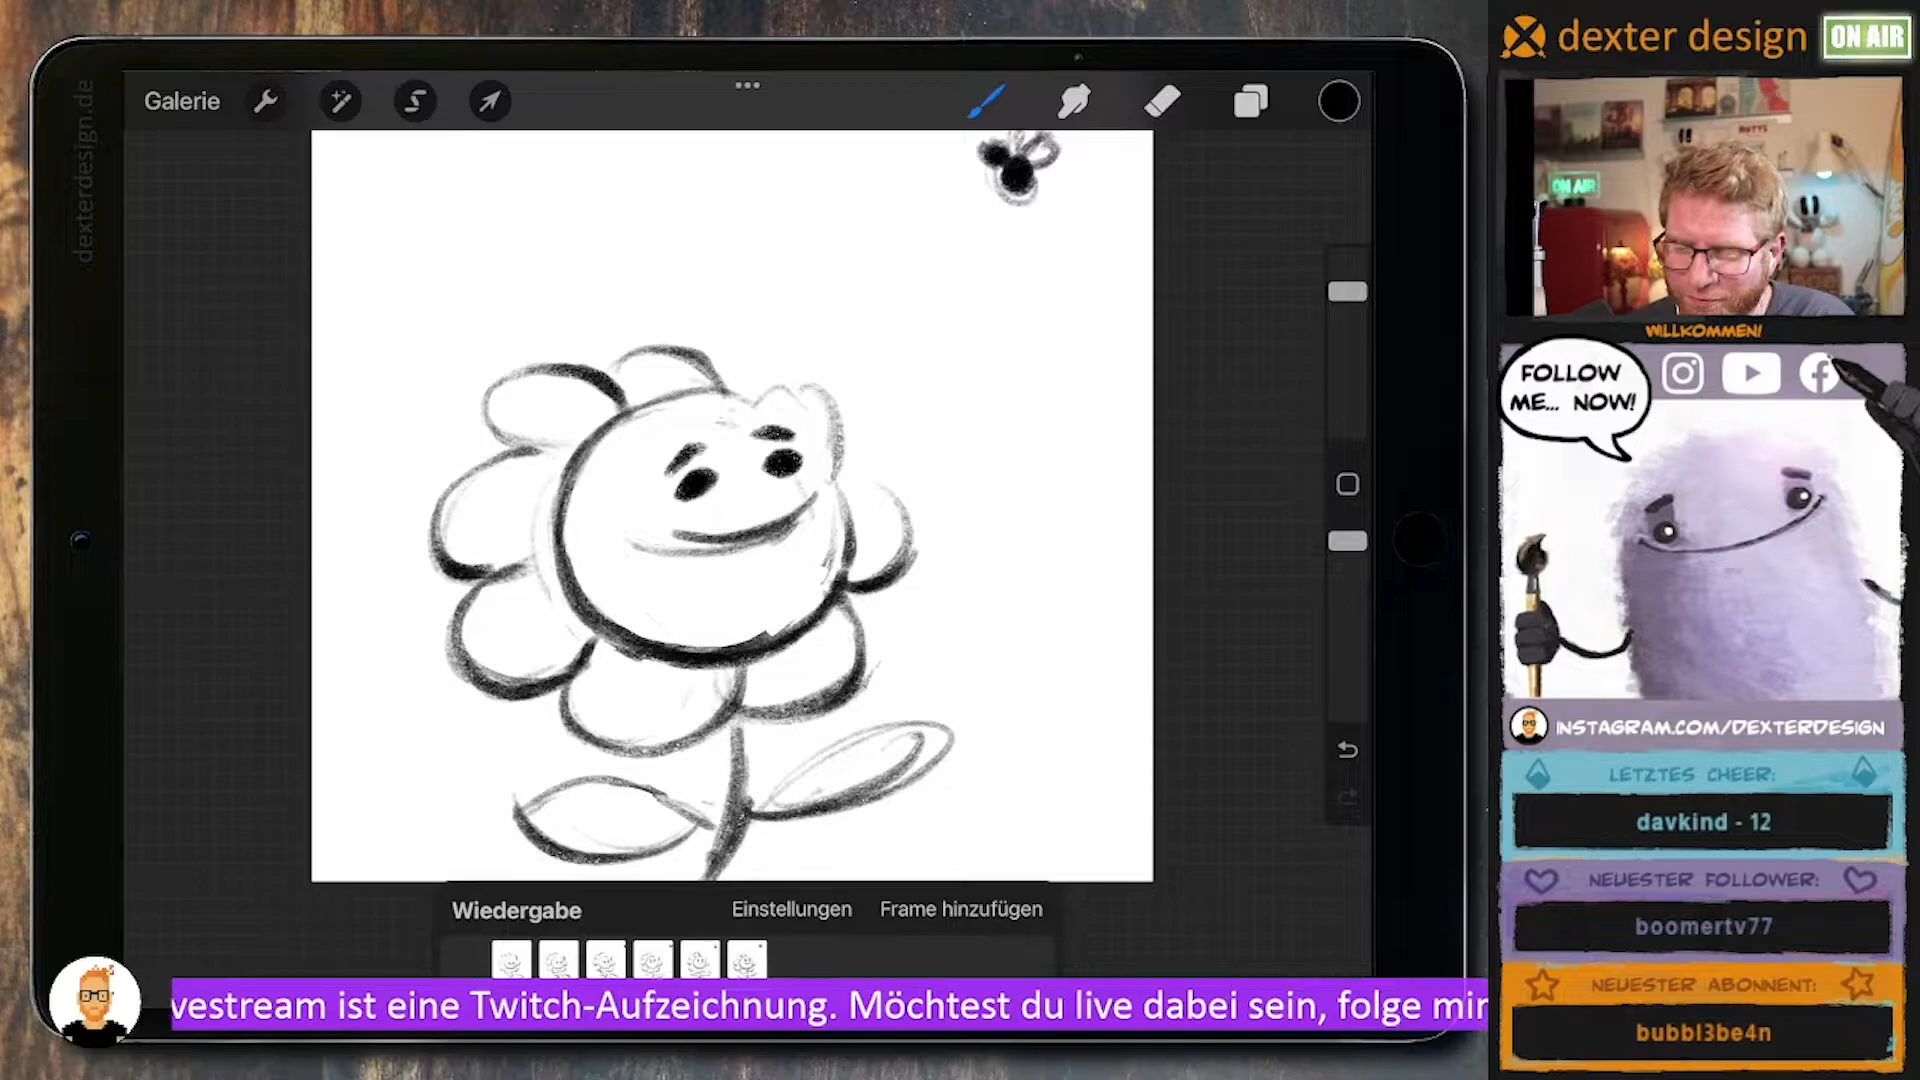 dexterdesign.de
Galerie
Wiedergabe
Einstellungen
Frame hinzufügen
vestream ist eine Twitch-Aufzeichnung. Möchtest du live dabei sein, folge mir
dexter design
ON AIR
ON AIR
WILLKOMMEN!
FOLLOW
ME... NOW!
INSTAGRAM.COM/DEXTERDESIGN
LETZTES CHEER:
davkind - 12
NEUESTER FOLLOWER:
boomertv77
NEUESTER ABONNENT:
bubbl3be4n